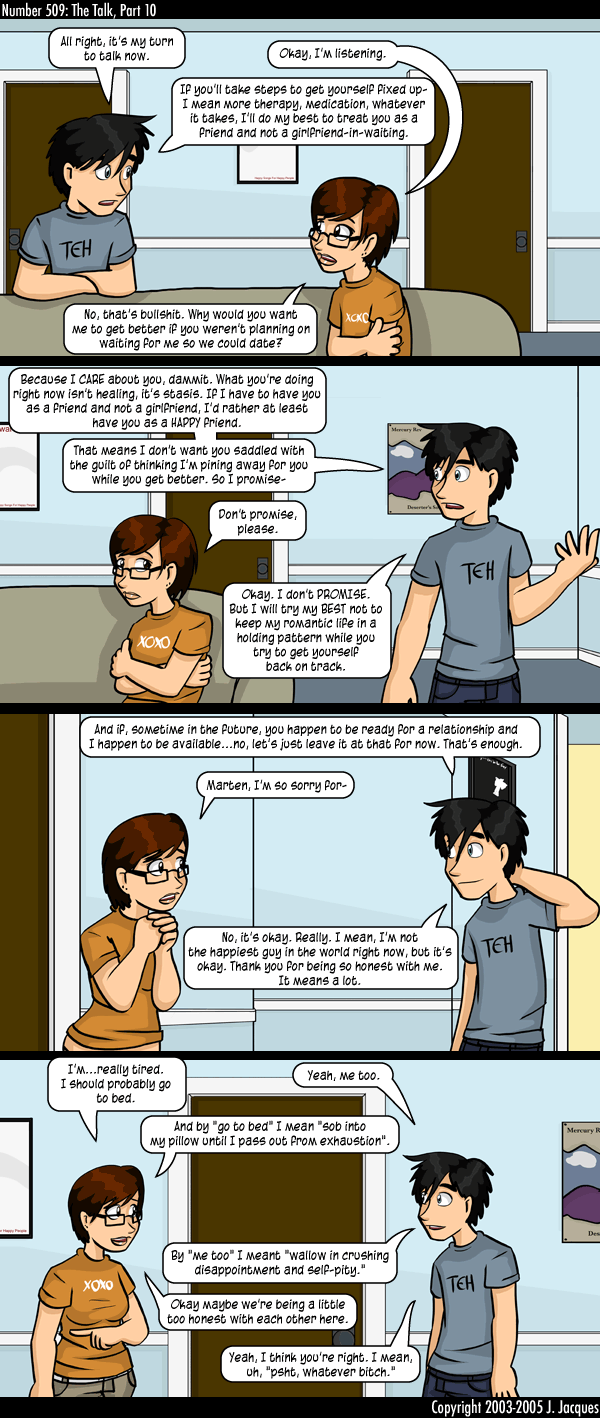 Number 509: The Talk, Part 10
All right, it's my turn
to talk now.
Okay, I'm listening.
If you'll take steps to get yourself fixed up-
I mean more therapy, medication, whatever
it takes, I'll do my best to treat you as a
friend and not a girlfriend-in-waiting.
Happy Songs For Happy People
TEH
XOXO
No, that's bullshit. Why would you want
me to get better if you weren't planning on
waiting for me so we could date?
Because I CARE about you, dammit. What you're doing
right now isn't healing, it's stasis. If I have to have you
as a friend and not a girlfriend, I'd rather at least
have you as a HAPPY friend.
That means I don't want you saddled with
the guilt of thinking I'm pining away for you
while you get better. So I promise-
Mercury Rev
Deserter's
Don't promise,
please.
Okay. I don't PROMISE.
But I will try my BEST not to
keep my romantic life in a
holding pattern while you
try to get yourself
back on track.
TEH
XOXO
And if, sometime in the future, you happen to be ready for a relationship and
I happen to be available...no, let's just leave it at that for now. That's enough.
Marten, I'm so sorry for-
No, it's okay. Really. I mean, I'm not
the happiest guy in the world right now, but it's
okay. Thank you for being so honest with me.
It means a lot.
TEH
I'm...really tired.
I should probably go
to bed.
Yeah, me too.
And by "go to bed" I mean "sob into
my pillow until I pass out from exhaustion".
Mercury R
Des
Happy People
By "me too" I meant "wallow in crushing
disappointment and self-pity."
XOXO
TEH
Okay maybe we're being a little
too honest with each other here.
Yeah, I think you're right. I mean,
uh, "psht, whatever bitch."
Copyright 2003-2005 J. Jacques